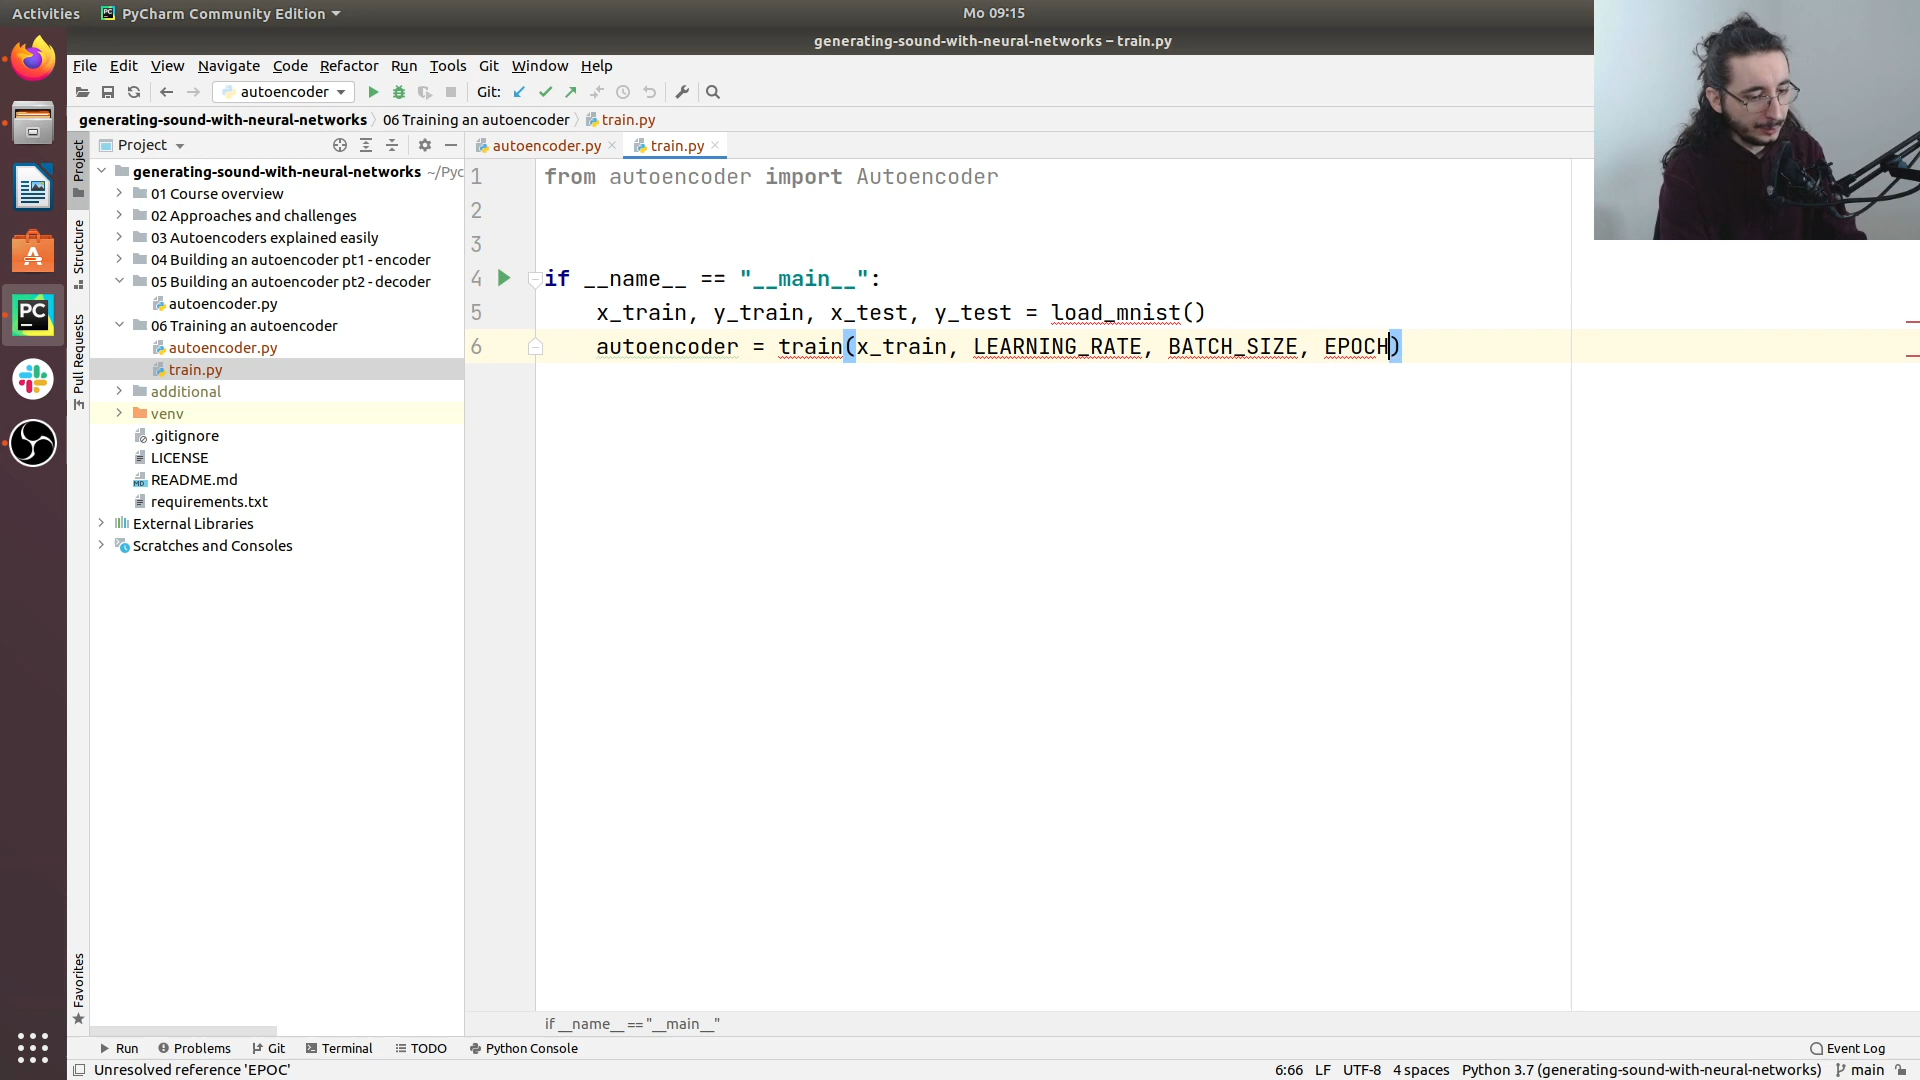 Activities PyCharm Community Edition Mo 09:15
generating-sound-with-neural-networks – train.py
File Edit View Navigate Code Refactor Run Tools Git Window Help
autoencoder Git:
generating-sound-with-neural-networks 06 Training an autoencoder train.py
Project autoencoder.py train.py
Project
Structure
Pull Requests
Favorites
generating-sound-with-neural-networks ~/Pyc
01 Course overview
02 Approaches and challenges
03 Autoencoders explained easily
04 Building an autoencoder pt1 - encoder
05 Building an autoencoder pt2 - decoder
autoencoder.py
06 Training an autoencoder
autoencoder.py
train.py
additional
venv
.gitignore
LICENSE
README.md
requirements.txt
External Libraries
Scratches and Consoles
1 from autoencoder import Autoencoder
2
3
4 if __name__ == "__main__":
5 x_train, y_train, x_test, y_test = load_mnist()
6 autoencoder = train(x_train, LEARNING_RATE, BATCH_SIZE, EPOCH)
if __name__ == "__main__"
Run Problems Git Terminal TODO Python Console Event Log
Unresolved reference 'EPOC' 6:66 LF UTF-8 4 spaces Python 3.7 (generating-sound-with-neural-networks) main